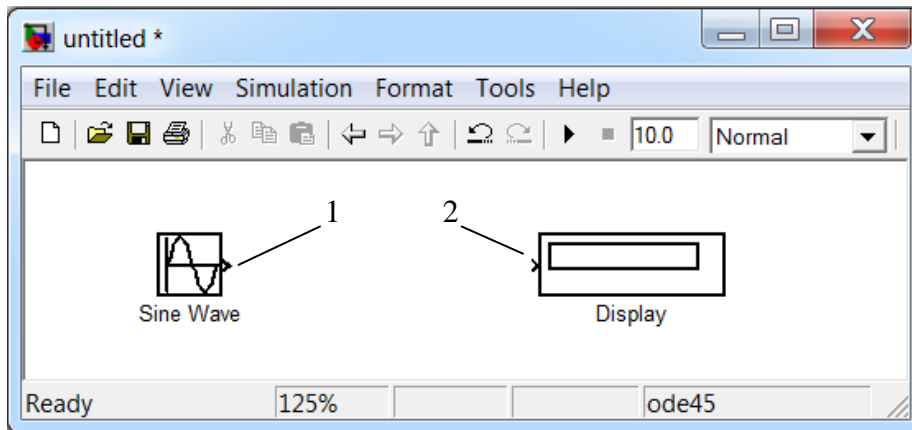 untitled *
File Edit View Simulation Format Tools Help
10.0 Normal
1 2
Sine Wave Display
Ready 125% ode45